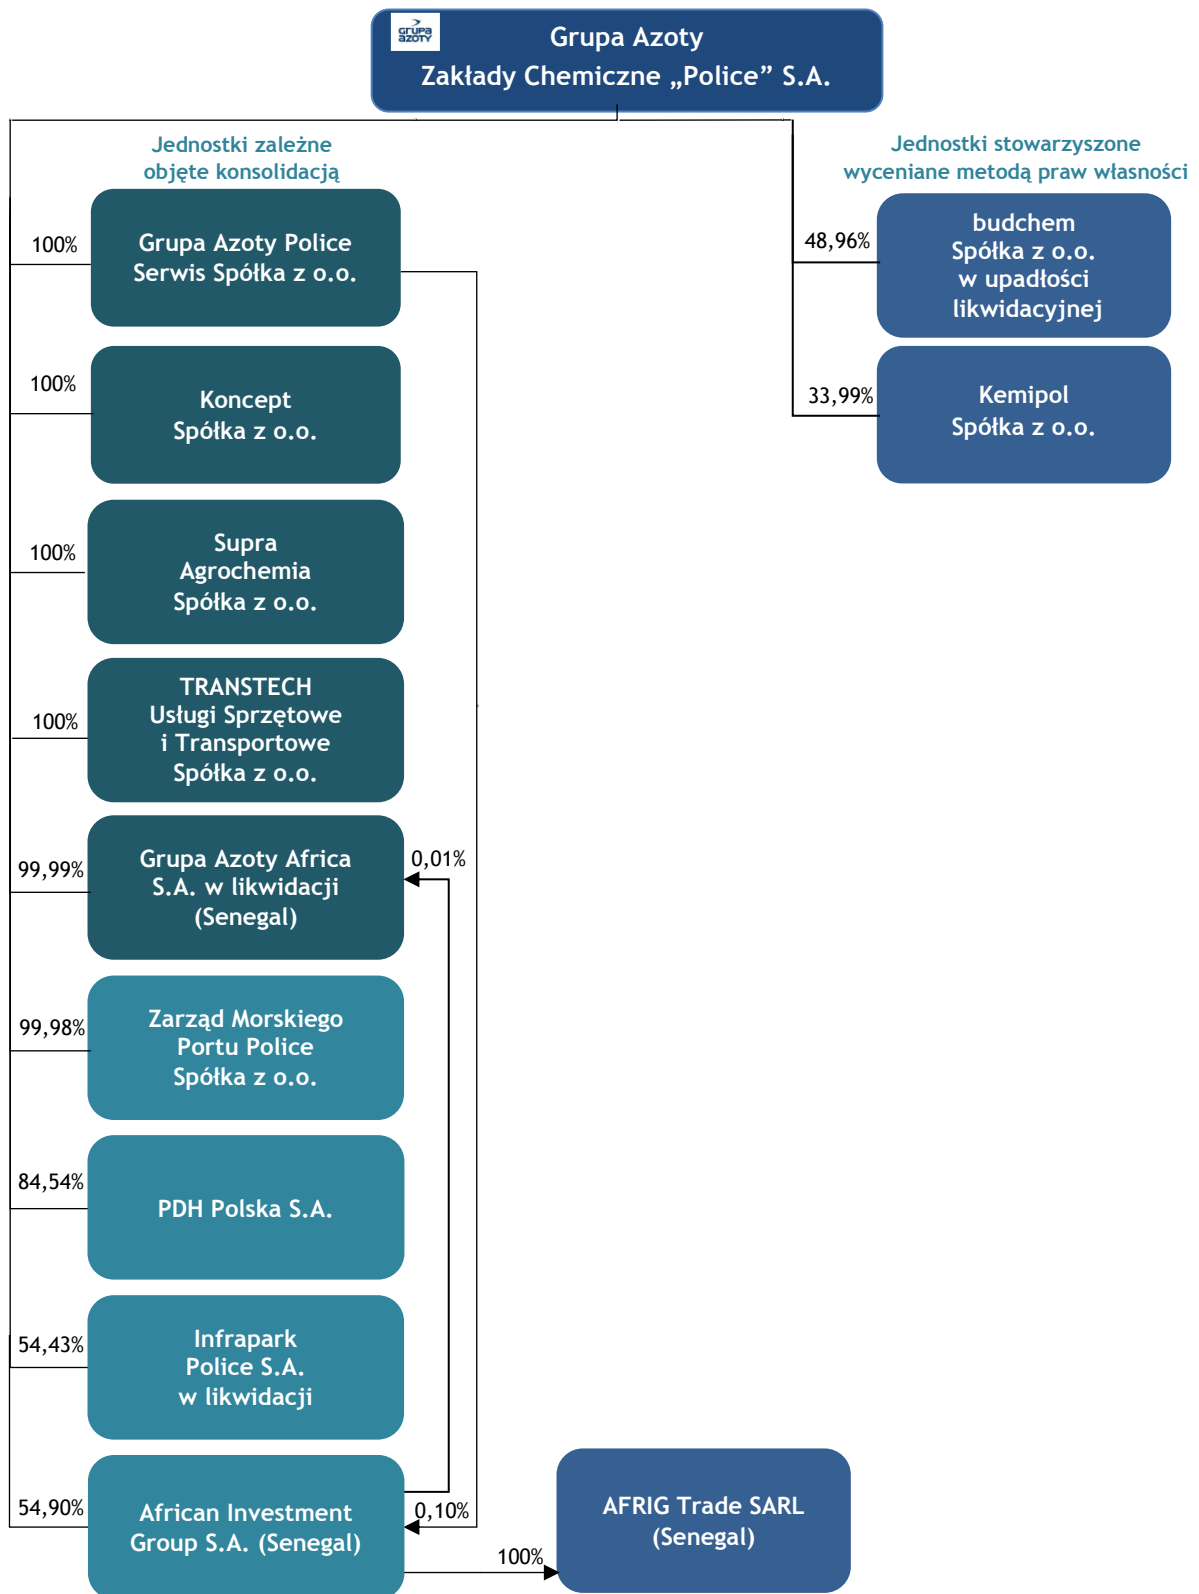 GRUPA
AZOTY
Grupa Azoty
Zakłady Chemiczne „Police” S.A.
Jednostki zależne
objęte konsolidacją
100%
Grupa Azoty Police
Serwis Spółka z o.o.
100%
Koncept
Spółka z o.o.
100%
Supra
Agrochemia
Spółka z o.o.
100%
TRANSTECH
Usługi Sprzętowe
i Transportowe
Spółka z o.o.
99,99%
Grupa Azoty Africa
S.A. w likwidacji
(Senegal)
0,01%
99,98%
Zarząd Morskiego
Portu Police
Spółka z o.o.
84,54%
PDH Polska S.A.
54,43%
Infrapark
Police S.A.
w likwidacji
54,90%
African Investment
Group S.A. (Senegal)
0,10%
100%
AFRIG Trade SARL
(Senegal)
Jednostki stowarzyszone
wyceniane metodą praw własności
48,96%
budchem
Spółka z o.o.
w upadłości
likwidacyjnej
33,99%
Kemipol
Spółka z o.o.